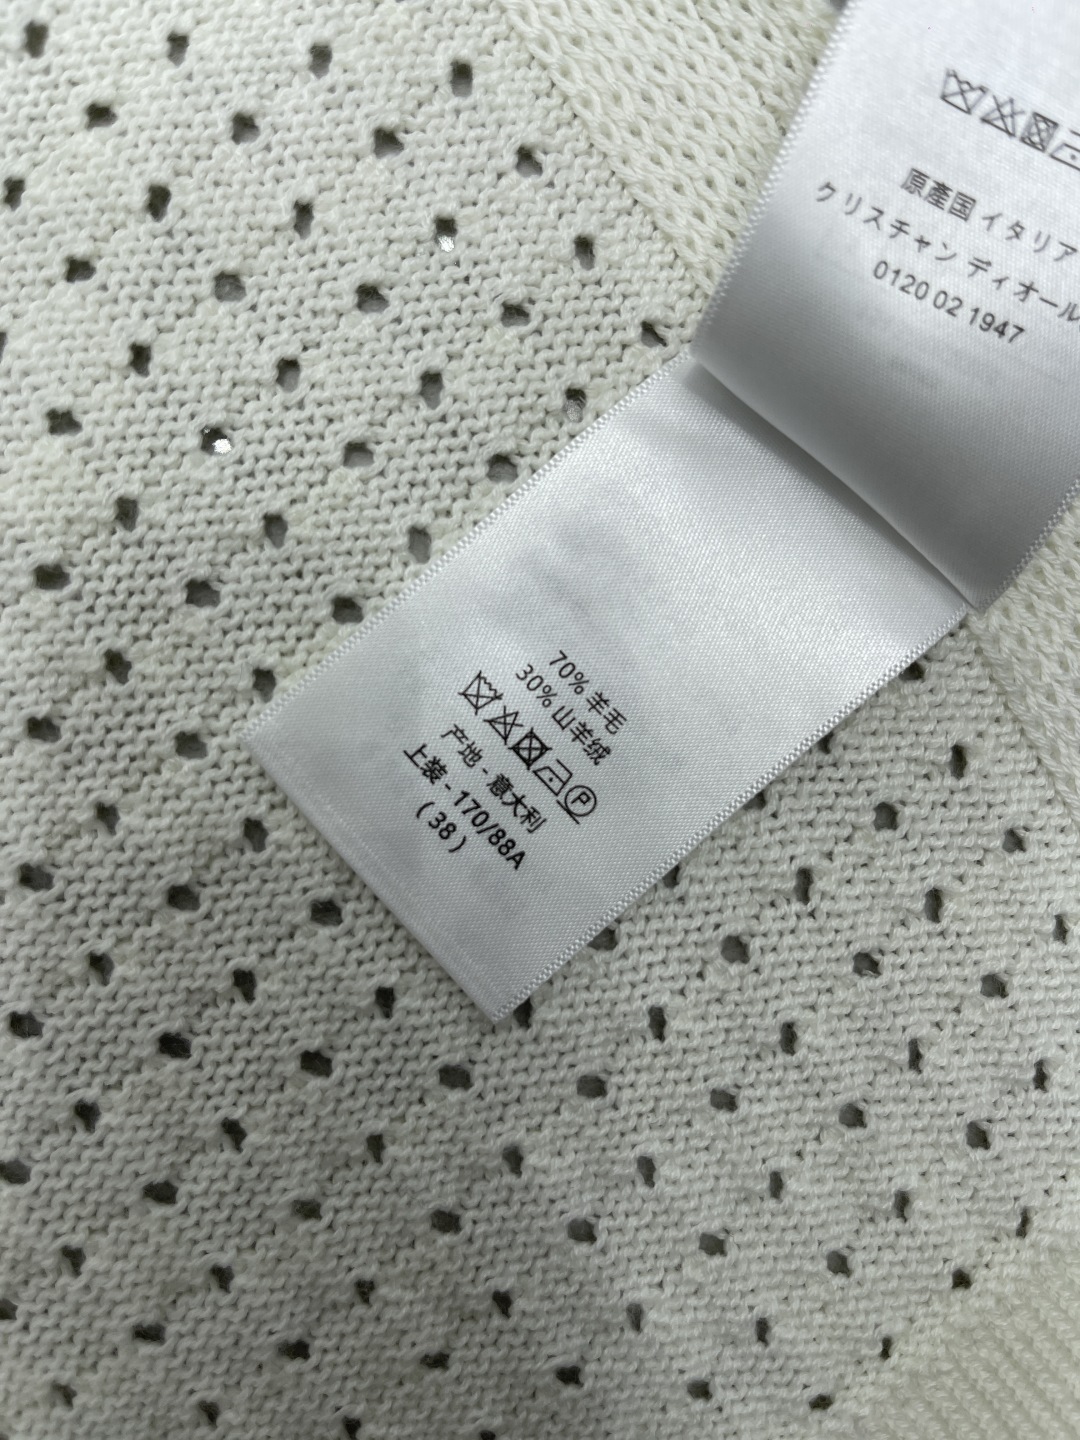 原產国 イタリア
クリスチャン ディオール
0120 02 1947
70% 羊毛
30% 山羊绒
P
产地 - 意大利
上装 - 170/88A
( 38 )